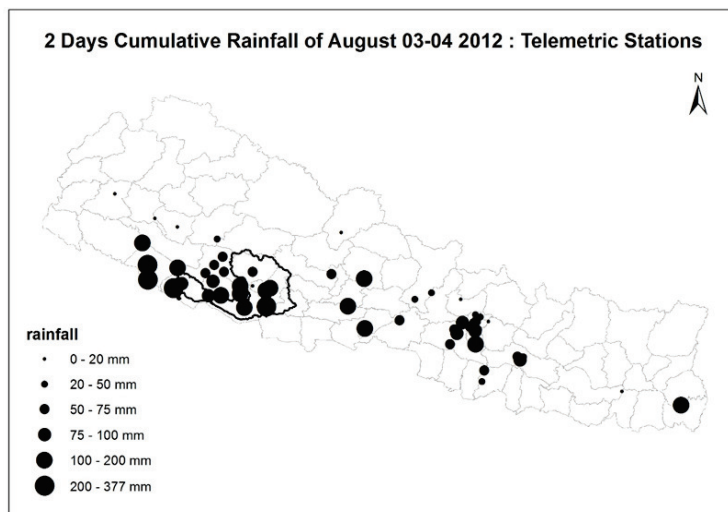 2 Days Cumulative Rainfall of August 03-04 2012 : Telemetric Stations
N
rainfall
0 - 20 mm
20 - 50 mm
50 - 75 mm
75 - 100 mm
100 - 200 mm
200 - 377 mm